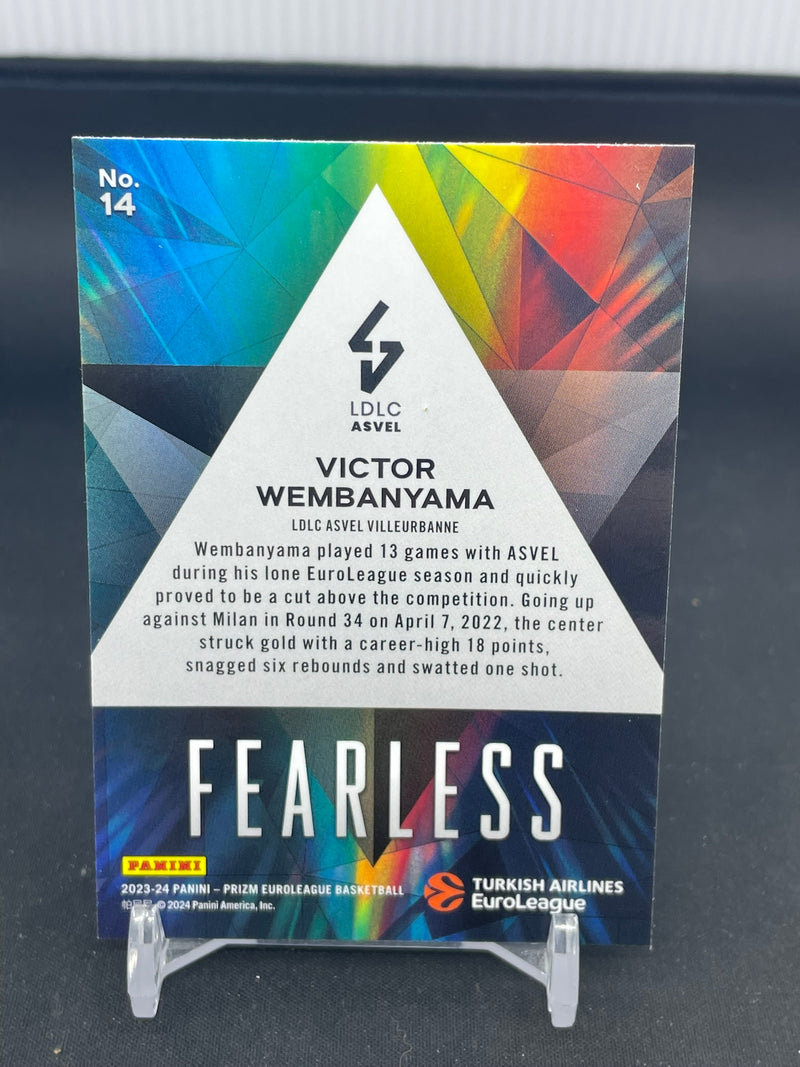 No.
14
LDLC
ASVEL
VICTOR
WEMBANYAMA
LDLC ASVEL VILLEURBANNE
Wembanyama played 13 games with ASVEL
during his lone EuroLeague season and quickly
proved to be a cut above the competition. Going up
against Milan in Round 34 on April 7, 2022, the center
struck gold with a career-high 18 points,
snagged six rebounds and swatted one shot.
FEARLESS
PANINI
2023-24 PANINI – PRIZM EUROLEAGUE BASKETBALL
© 2024 Panini America, Inc.
TURKISH AIRLINES
EuroLeague